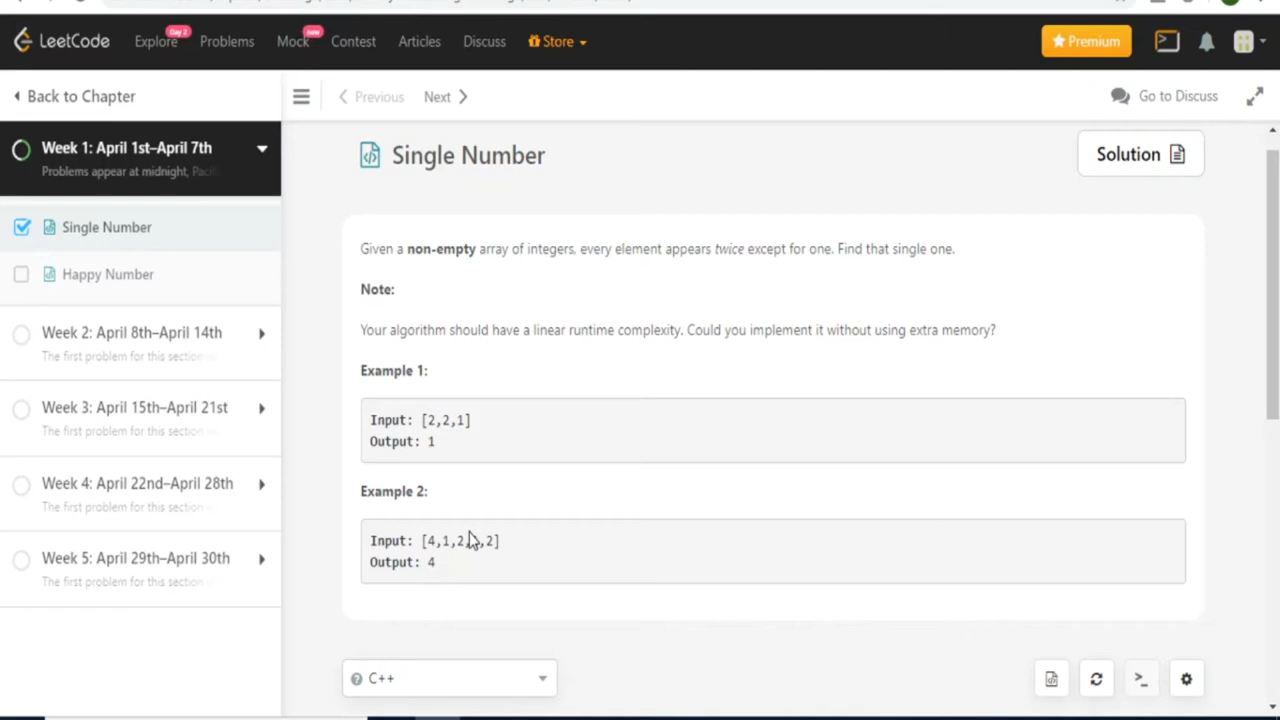 LeetCode
Explore
Day 2
Problems
Mock
new
Contest
Articles
Discuss
Store
Premium
Back to Chapter
Previous
Next
Go to Discuss
Week 1: April 1st–April 7th
Problems appear at midnight,
Single Number
Happy Number
Week 2: April 8th–April 14th
The first problem for this section
Week 3: April 15th–April 21st
The first problem for this section
Week 4: April 22nd–April 28th
The first problem for this section
Week 5: April 29th–April 30th
The first problem for this section
Single Number
Solution
Given a non-empty array of integers, every element appears twice except for one. Find that single one.
Note:
Your algorithm should have a linear runtime complexity. Could you implement it without using extra memory?
Example 1:
Input: [2,2,1]
Output: 1
Example 2:
Input: [4,1,2, ,2]
Output: 4
C++